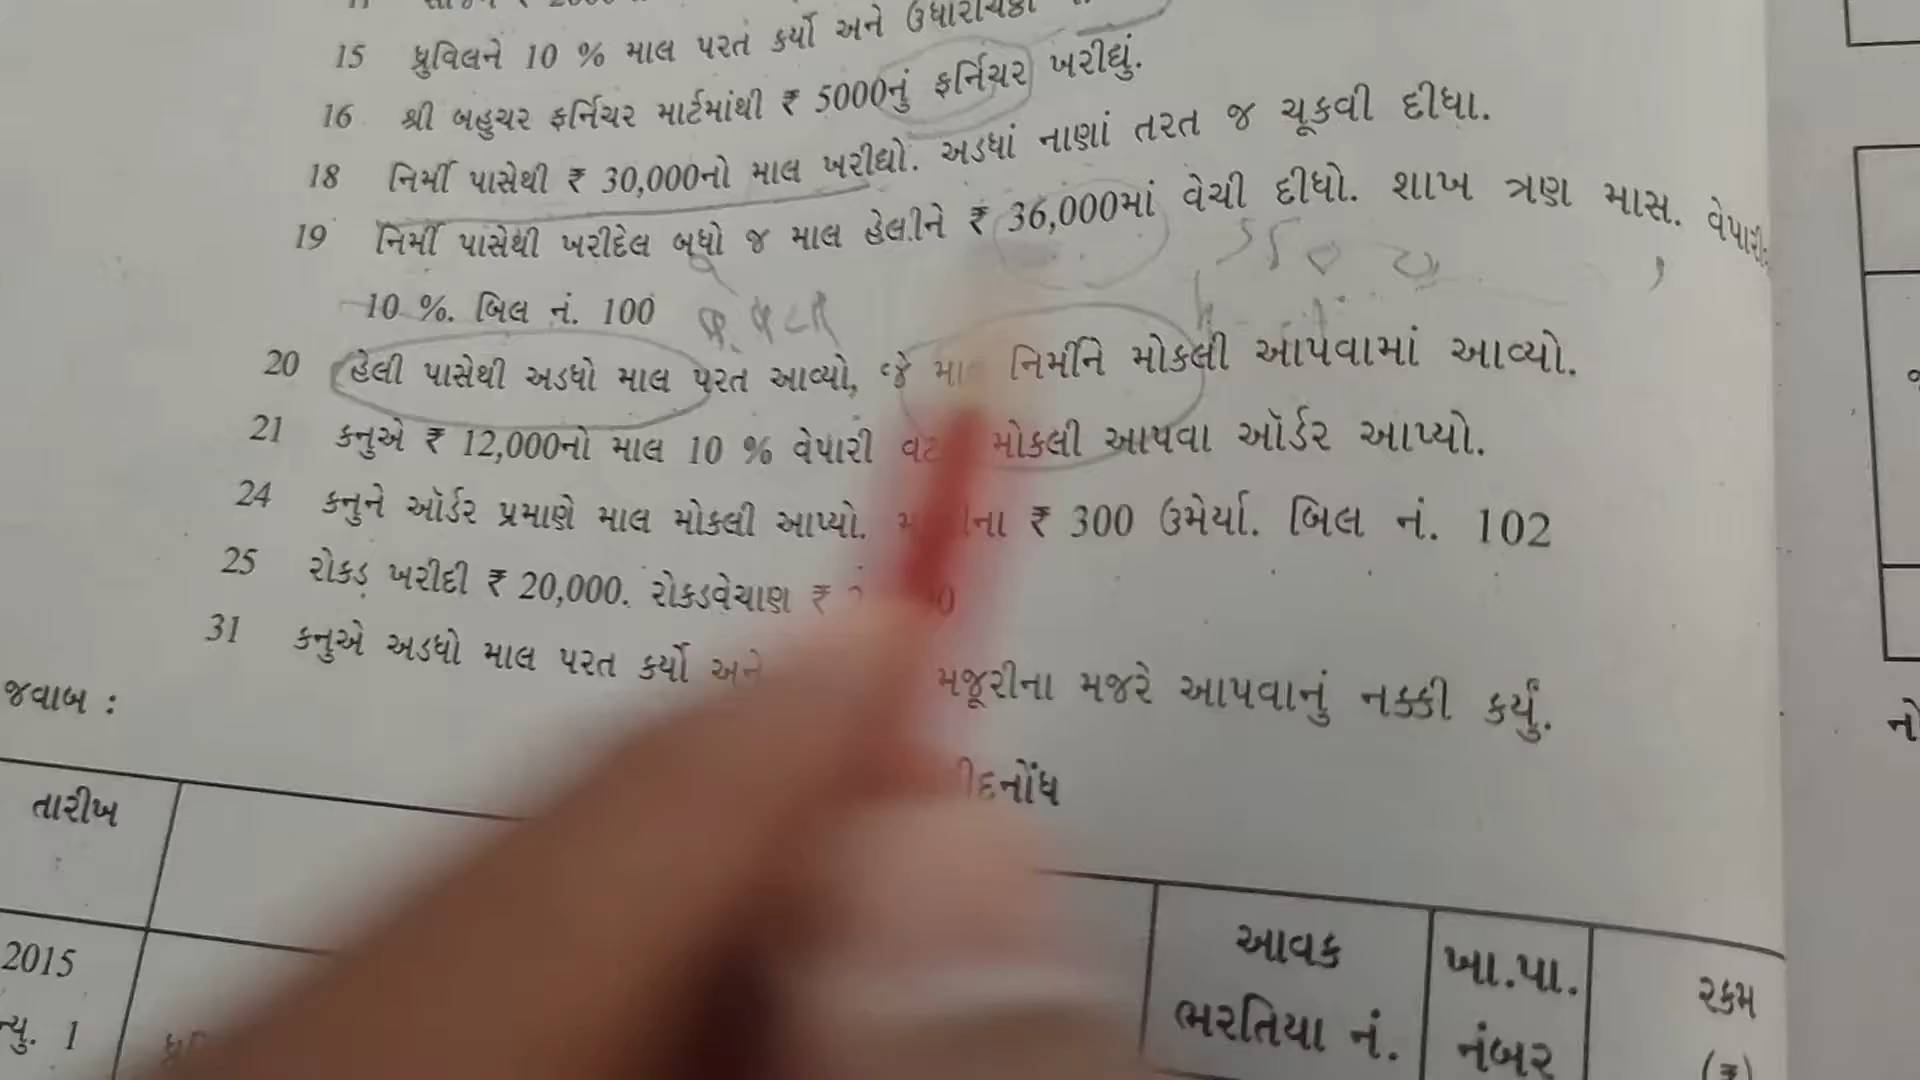 15 ધ્રુવિલને 10 % માલ પરત કર્યો અને
16 શ્રી બહુચર ફર્નિચર માર્ટમાંથી ₹ 5000નું ફર્નિચર ખરીદ્યું.
18 નિર્મી પાસેથી ₹ 30,000નો માલ ખરીદ્યો. અડધાં નાણાં તરત જ ચૂકવી દીધા.
19 નિર્મી પાસેથી ખરીદેલ બધો જ માલ હેલીને ₹ 36,000માં વેચી દીધો. શાખ ત્રણ માસ. વેપારી
10 %. બિલ નં. 100
20 હેલી પાસેથી અડધો માલ પરત આવ્યો, જે નિર્મીને મોકલી આપવામાં આવ્યો.
21 કનુએ ₹ 12,000નો માલ 10 % વેપારી મોકલી આપવા ઑર્ડર આપ્યો.
24 કનુને ઑર્ડર પ્રમાણે માલ મોકલી આપ્યો. ₹ 300 ઉમેર્યા. બિલ નં. 102
25 રોકડ ખરીદી ₹ 20,000. રોકડવેચાણ ₹
31 કનુએ અડધો માલ પરત કર્યો અને મજૂરીના મજરે આપવાનું નક્કી કર્યું.
જવાબ :
તારીખ આવક ભરતિયા નં. ખા.પા. નંબર રકમ (₹)
2015
1